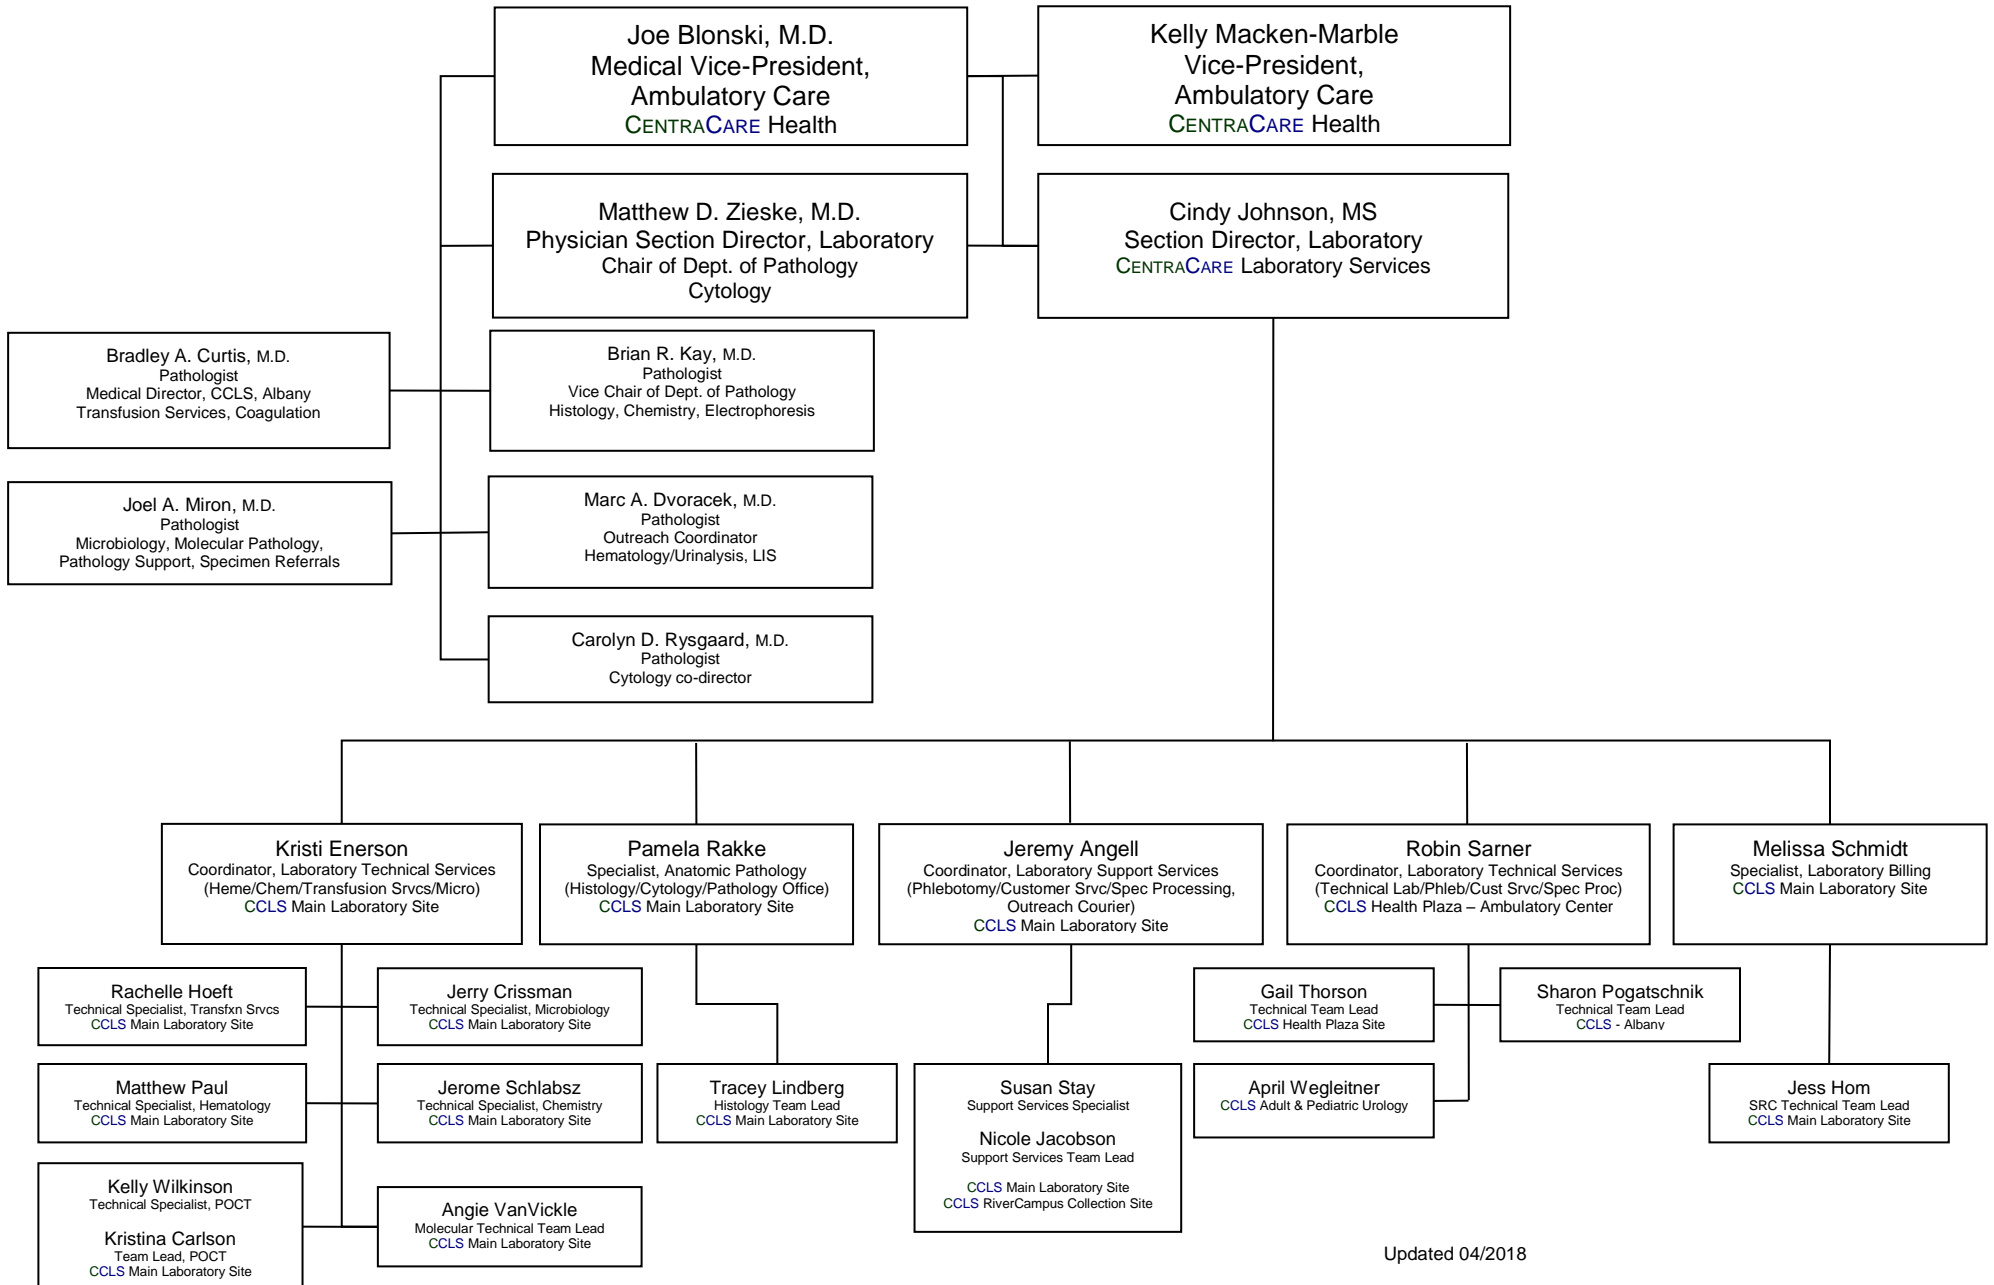 Joe Blonski, M.D.
Medical Vice-President,
Ambulatory Care
CENTRACARE Health
Kelly Macken-Marble
Vice-President,
Ambulatory Care
CENTRACARE Health
Matthew D. Zieske, M.D.
Physician Section Director, Laboratory
Chair of Dept. of Pathology
Cytology
Cindy Johnson, MS
Section Director, Laboratory
CENTRACARE Laboratory Services
Bradley A. Curtis, M.D.
Pathologist
Medical Director, CCLS, Albany
Transfusion Services, Coagulation
Brian R. Kay, M.D.
Pathologist
Vice Chair of Dept. of Pathology
Histology, Chemistry, Electrophoresis
Joel A. Miron, M.D.
Pathologist
Microbiology, Molecular Pathology,
Pathology Support, Specimen Referrals
Marc A. Dvoracek, M.D.
Pathologist
Outreach Coordinator
Hematology/Urinalysis, LIS
Carolyn D. Rysgaard, M.D.
Pathologist
Cytology co-director
Kristi Enerson
Coordinator, Laboratory Technical Services
(Heme/Chem/Transfusion Srvcs/Micro)
CCLS Main Laboratory Site
Pamela Rakke
Specialist, Anatomic Pathology
(Histology/Cytology/Pathology Office)
CCLS Main Laboratory Site
Jeremy Angell
Coordinator, Laboratory Support Services
(Phlebotomy/Customer Srvc/Spec Processing,
Outreach Courier)
CCLS Main Laboratory Site
Robin Sarner
Coordinator, Laboratory Technical Services
(Technical Lab/Phleb/Cust Srvc/Spec Proc)
CCLS Health Plaza – Ambulatory Center
Melissa Schmidt
Specialist, Laboratory Billing
CCLS Main Laboratory Site
Rachelle Hoeft
Technical Specialist, Transfxn Srvcs
CCLS Main Laboratory Site
Jerry Crissman
Technical Specialist, Microbiology
CCLS Main Laboratory Site
Gail Thorson
Technical Team Lead
CCLS Health Plaza Site
Sharon Pogatschnik
Technical Team Lead
CCLS - Albany
Matthew Paul
Technical Specialist, Hematology
CCLS Main Laboratory Site
Jerome Schlabsz
Technical Specialist, Chemistry
CCLS Main Laboratory Site
Tracey Lindberg
Histology Team Lead
CCLS Main Laboratory Site
Susan Stay
Support Services Specialist
Nicole Jacobson
Support Services Team Lead
CCLS Main Laboratory Site
CCLS RiverCampus Collection Site
April Wegleitner
CCLS Adult & Pediatric Urology
Jess Hom
SRC Technical Team Lead
CCLS Main Laboratory Site
Kelly Wilkinson
Technical Specialist, POCT
Kristina Carlson
Team Lead, POCT
CCLS Main Laboratory Site
Angie VanVickle
Molecular Technical Team Lead
CCLS Main Laboratory Site
Updated 04/2018